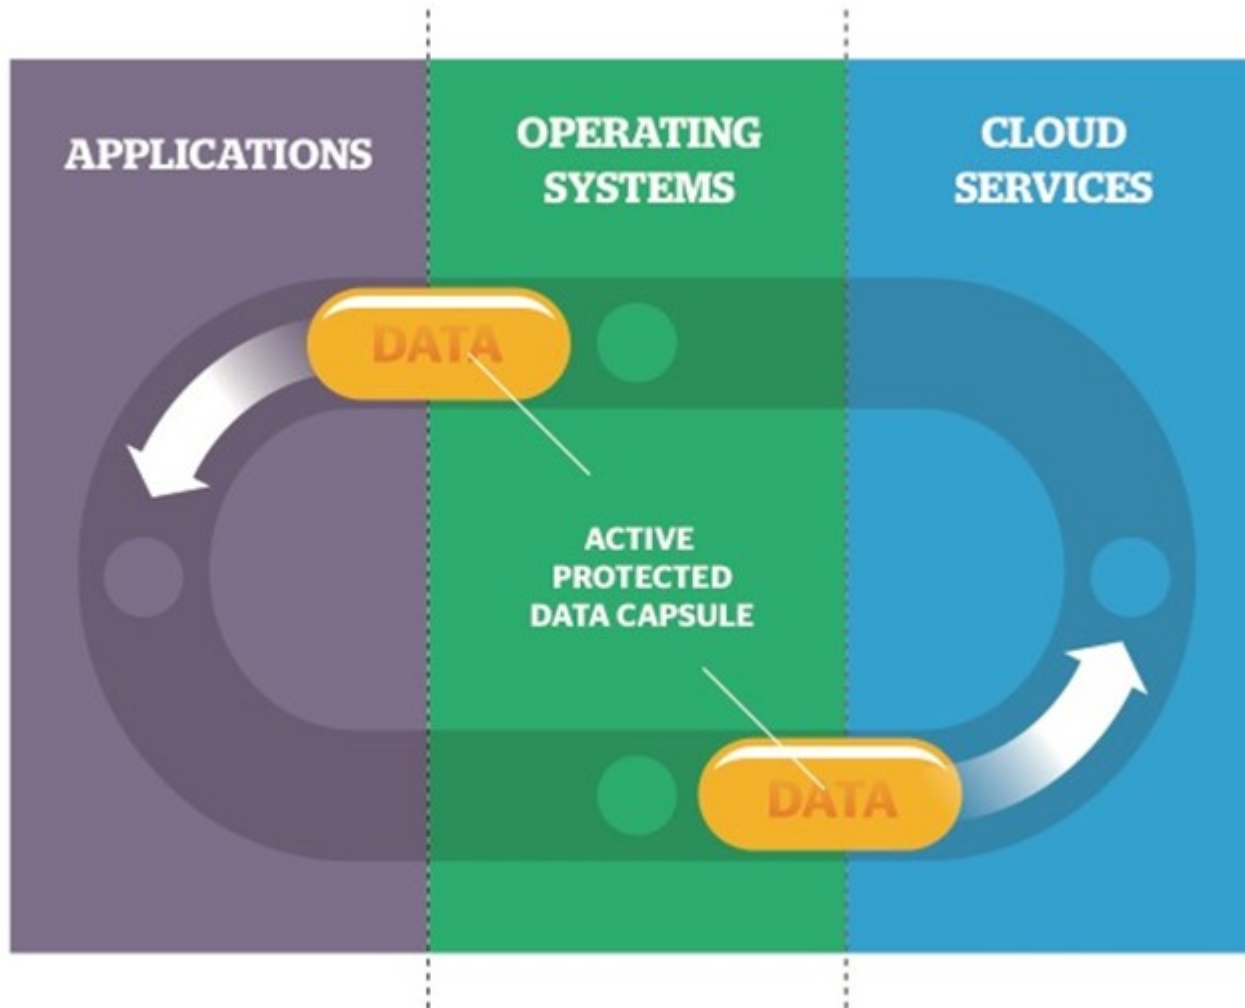 APPLICATIONS
OPERATING
SYSTEMS
CLOUD
SERVICES
DATA
ACTIVE
PROTECTED
DATA CAPSULE
DATA